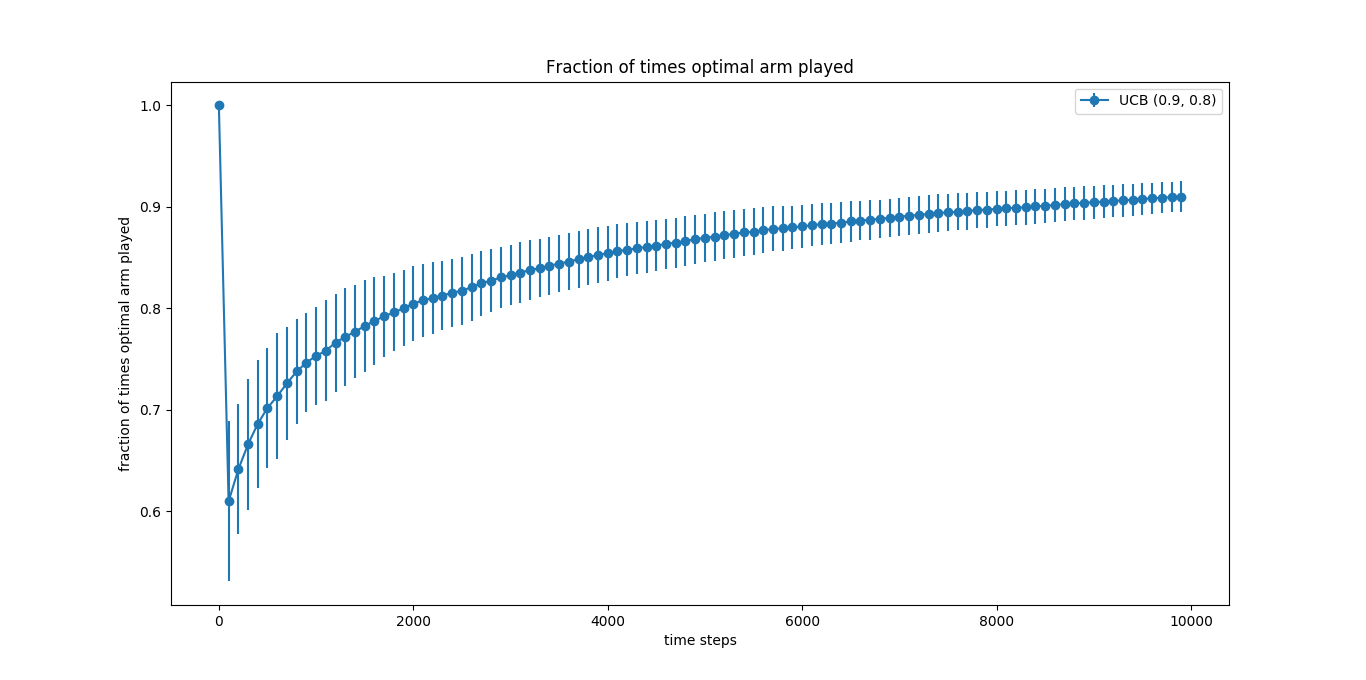 Fraction of times optimal arm played
UCB (0.9, 0.8)
fraction of times optimal arm played
1.0
0.9
0.8
0.7
0.6
0
2000
4000
6000
8000
10000
time steps